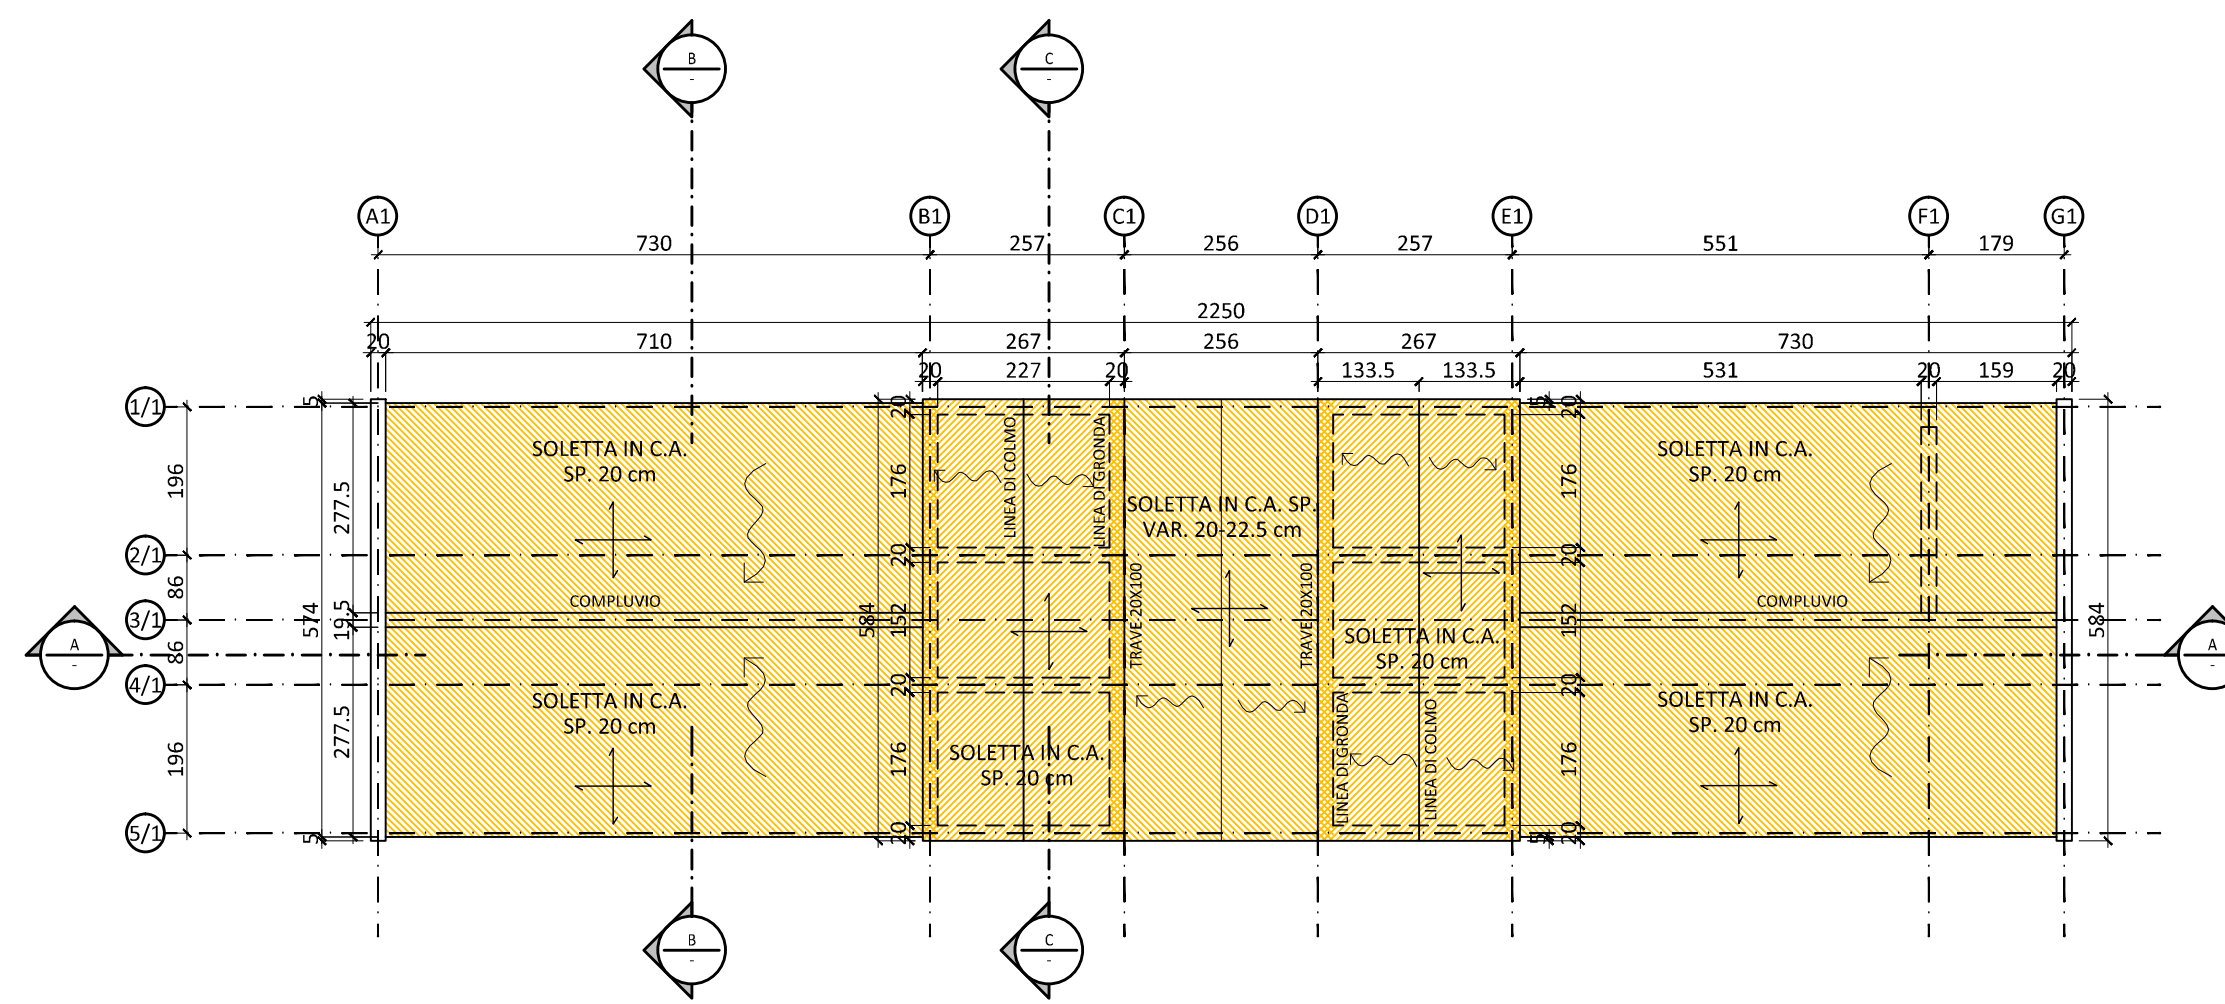 B
-
C
-
A1
B1
C1
D1
E1
F1
G1
730
257
256
257
551
179
2250
20
710
267
256
267
730
20
227
20
133.5
133.5
531
20
159
20
1/1
2/1
3/1
4/1
5/1
196
86
86
196
5
574
5
277.5
19.5
277.5
584
20
176
20
152
20
176
20
SOLETTA IN C.A.
SP. 20 cm
COMPLUVIO
SOLETTA IN C.A.
SP. 20 cm
LINEA DI COLMO
LINEA DI GRONDA
SOLETTA IN C.A.
SP. 20 cm
SOLETTA IN C.A. SP.
VAR. 20-22.5 cm
TRAVE 20X100
TRAVE 20X100
SOLETTA IN C.A.
SP. 20 cm
LINEA DI GRONDA
LINEA DI COLMO
20
176
20
152
20
176
20
SOLETTA IN C.A.
SP. 20 cm
COMPLUVIO
SOLETTA IN C.A.
SP. 20 cm
584
A
-
A
-
B
-
C
-